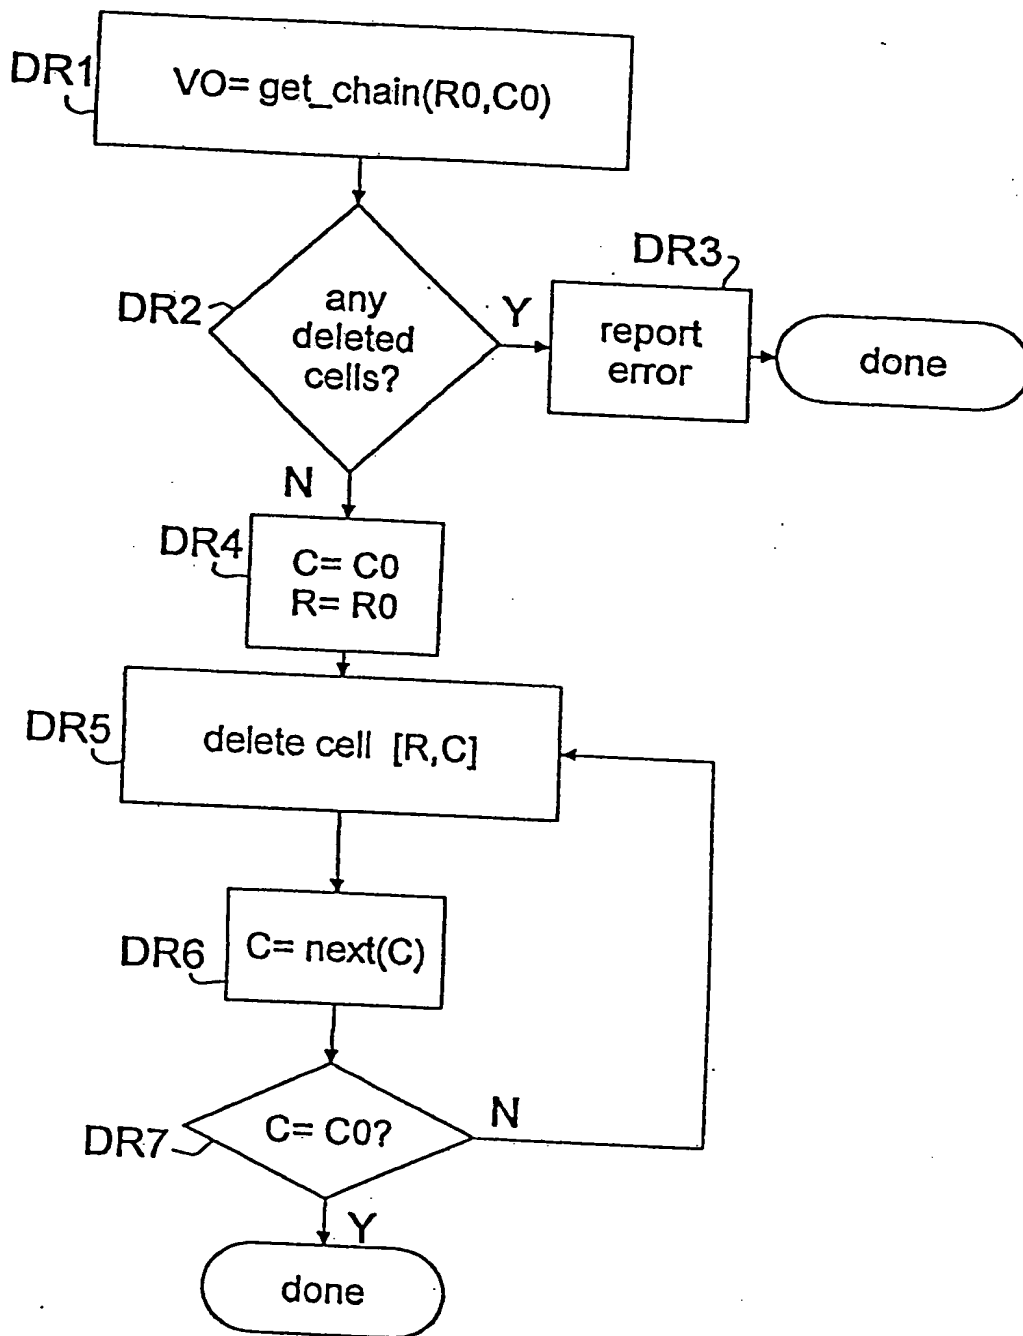 DR1
VO= get_chain(R0,C0)
DR2
any
deleted
cells?
Y
DR3
report
error
done
N
DR4
C= C0
R= R0
DR5
delete cell [R,C]
DR6
C= next(C)
DR7
C= C0?
N
Y
done